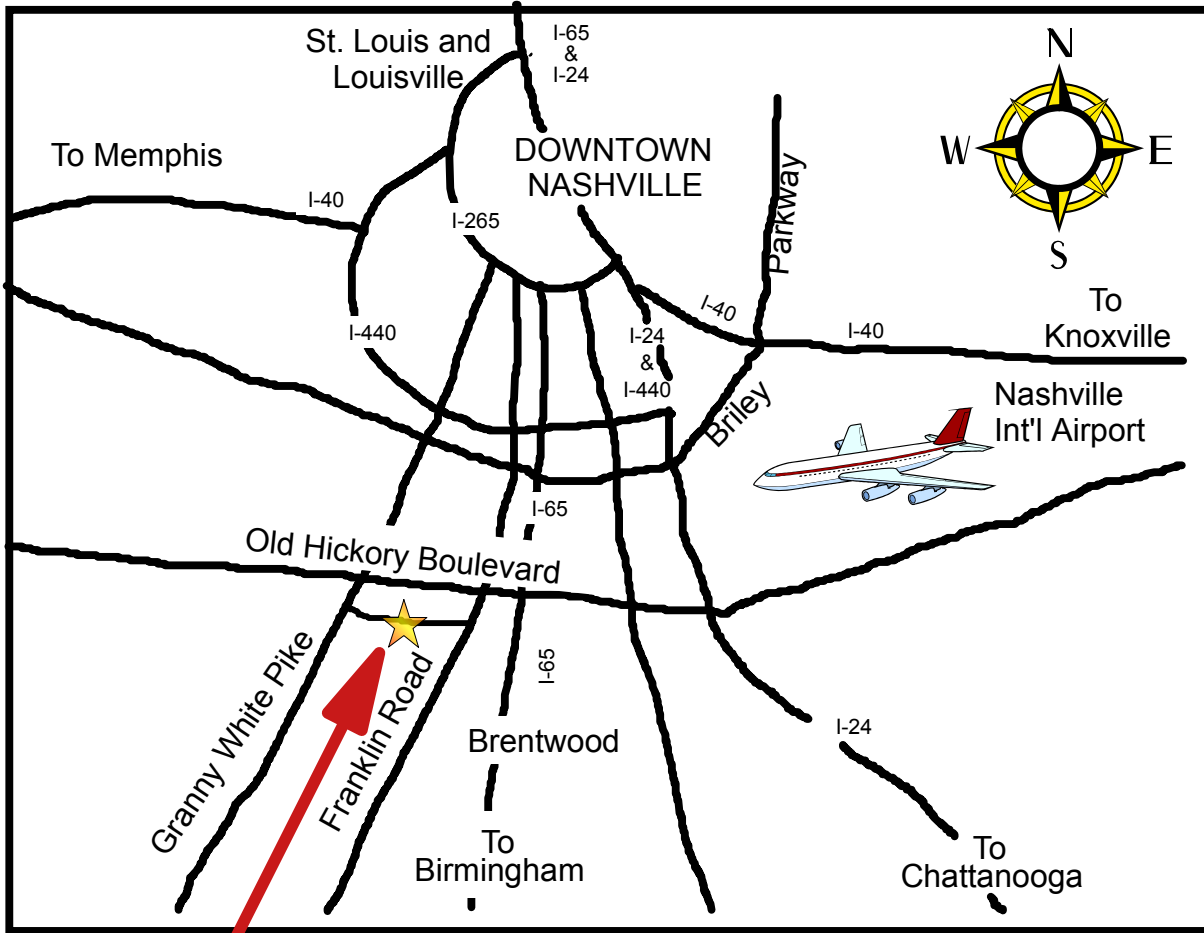 St. Louis and
Louisville
I-65
&
I-24
N
W
E
S
To Memphis
DOWNTOWN
NASHVILLE
I-40
I-265
Parkway
I-40
To
Knoxville
I-440
I-24
&
I-440
I-40
Briley
Nashville
Int'l Airport
I-65
Old Hickory Boulevard
Granny White Pike
Franklin Road
I-65
Brentwood
I-24
To
Birmingham
To
Chattanooga